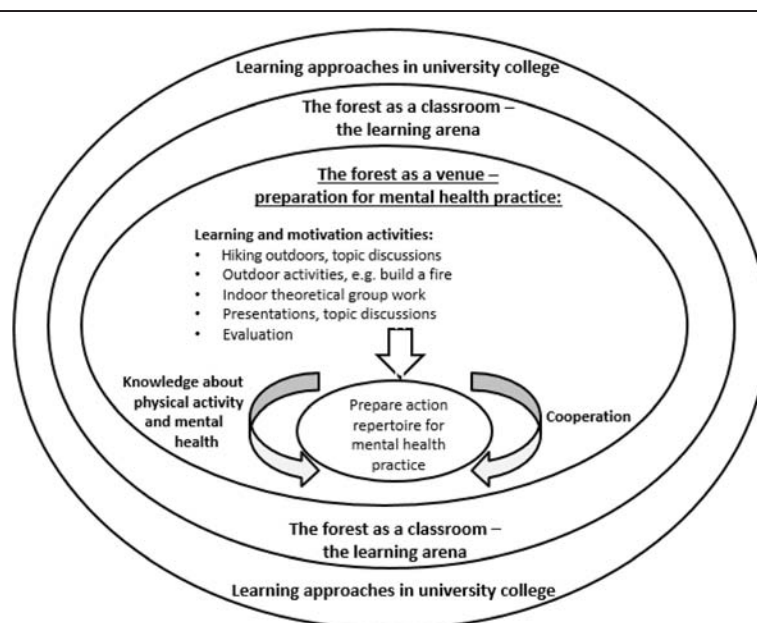 Learning approaches in university college
The forest as a classroom –
the learning arena
The forest as a venue –
preparation for mental health practice:
Learning and motivation activities:
• Hiking outdoors, topic discussions
• Outdoor activities, e.g. build a fire
• Indoor theoretical group work
• Presentations, topic discussions
• Evaluation
Knowledge about
physical activity
and mental
health
Prepare action
repertoire for
mental health
practice
Cooperation
The forest as a classroom –
the learning arena
Learning approaches in university college